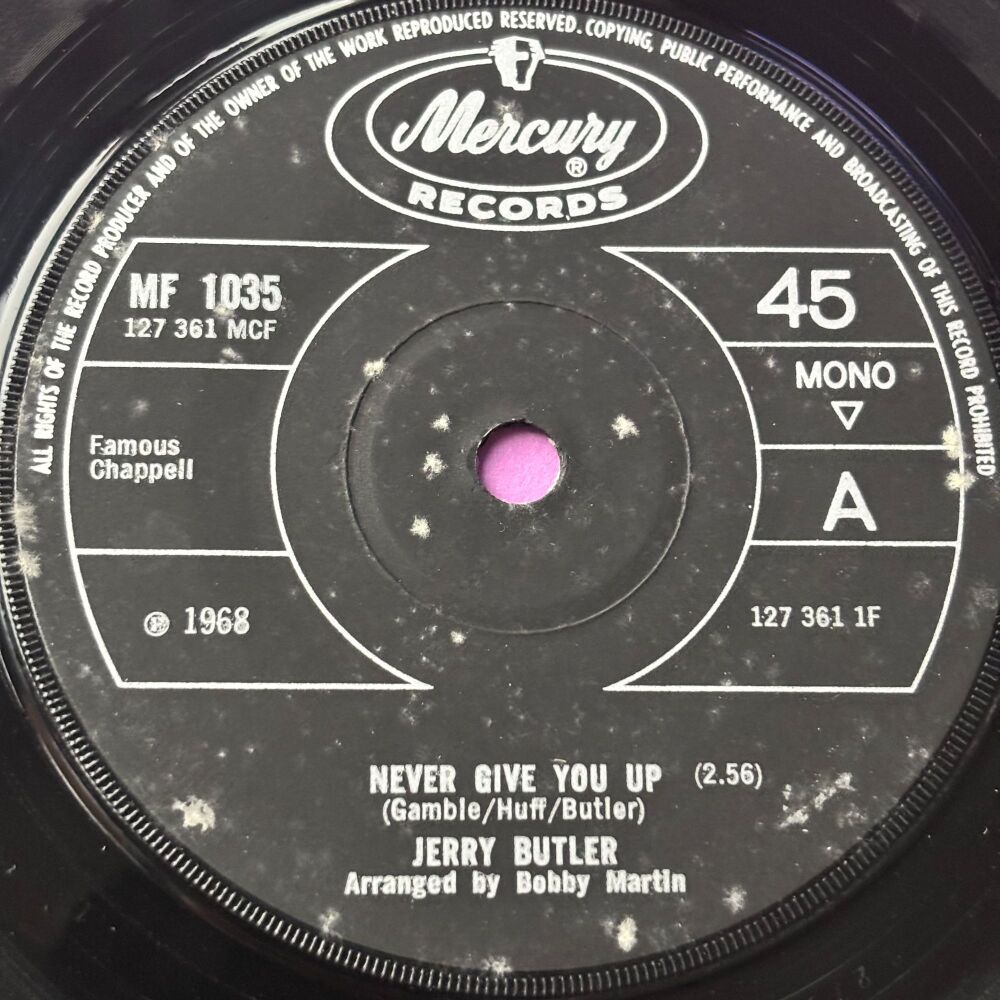 ALL RIGHTS OF THE RECORD PRODUCER AND OF THE OWNER OF THE WORK REPRODUCED RESERVED. COPYING, PUBLIC PERFORMANCE AND BROADCASTING OF THIS RECORD PROHIBITED
Mercury
®
RECORDS
MF 1035
127 361 MCF
45
MONO
Famous
Chappell
A
℗ 1968
127 361 1F
NEVER GIVE YOU UP (2.56)
(Gamble/Huff/Butler)
JERRY BUTLER
Arranged by Bobby Martin